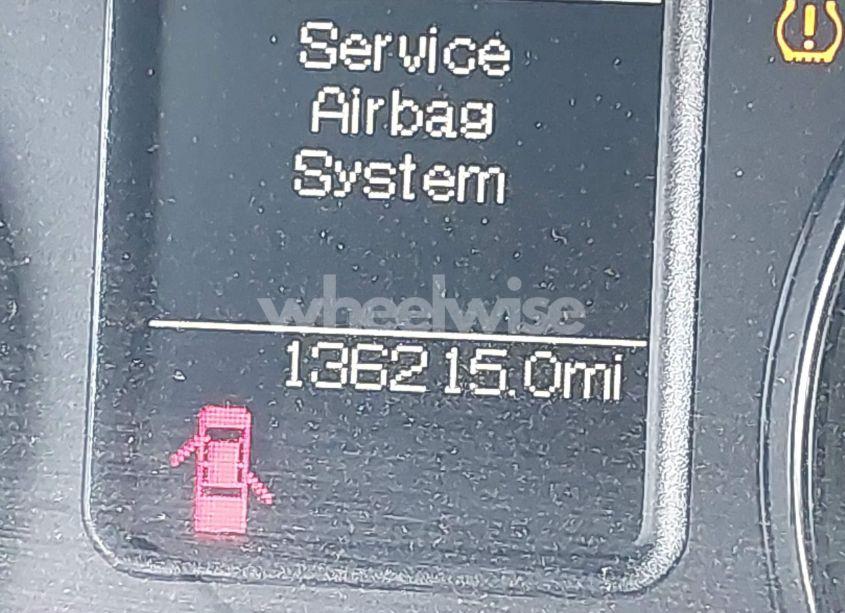 Service
Airbag
System
wheelwise
136215.0mi